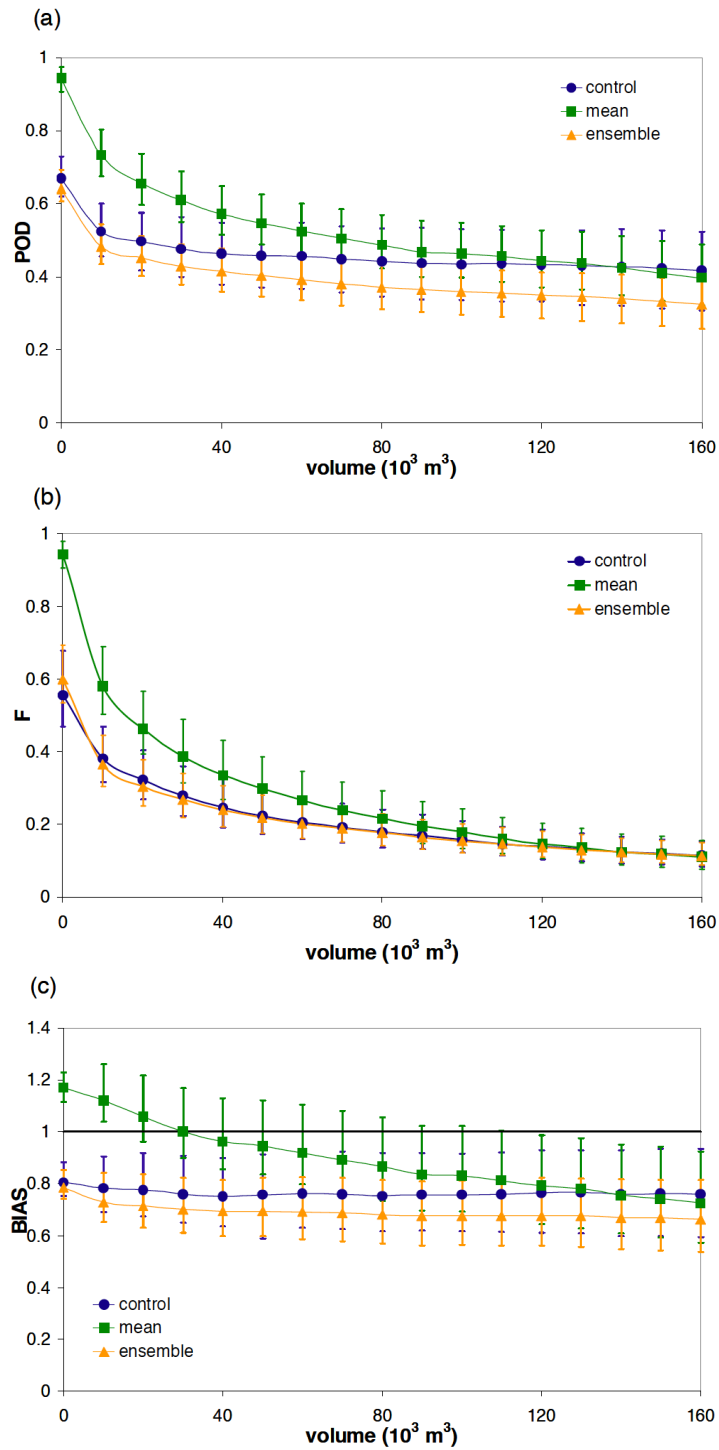 (a)
1
0.8
0.6
0.4
0.2
0
POD
control
mean
ensemble
0 40 80 120 160
volume (10³ m³)
(b)
1
0.8
0.6
0.4
0.2
0
F
control
mean
ensemble
0 40 80 120 160
volume (10³ m³)
(c)
1.4
1.2
1
0.8
0.6
0.4
0.2
0
BIAS
control
mean
ensemble
0 40 80 120 160
volume (10³ m³)